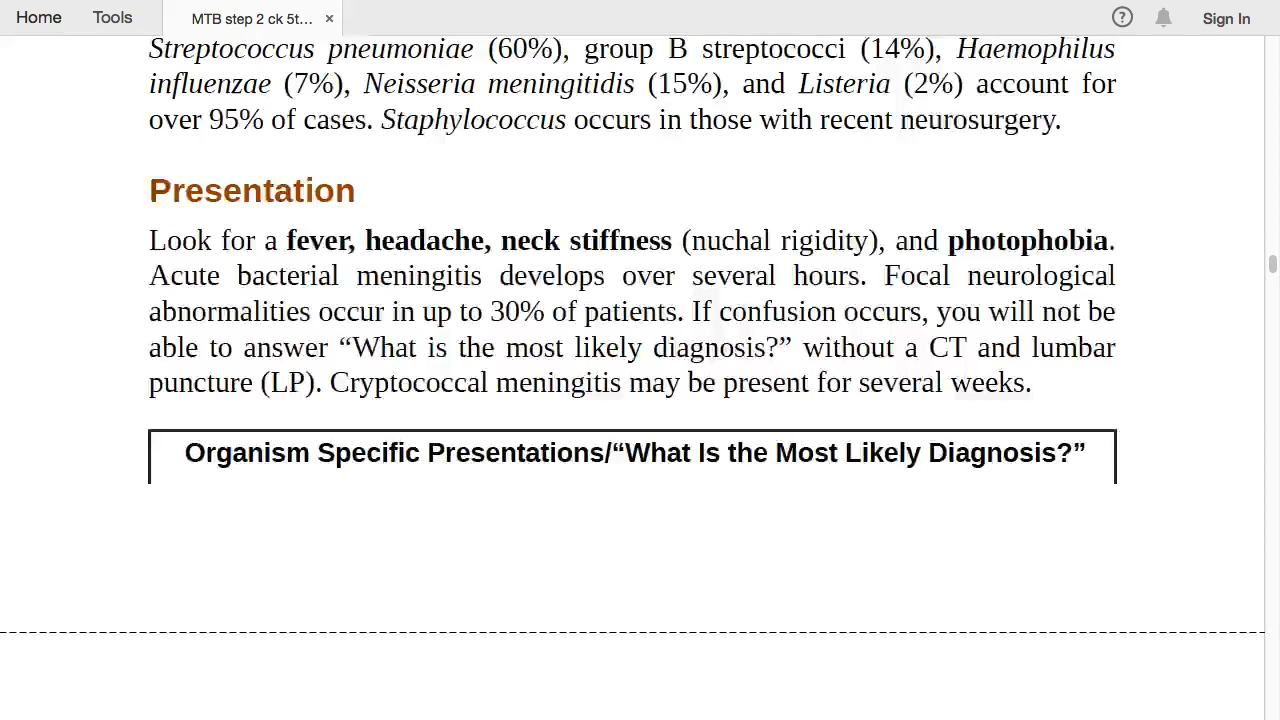 Home Tools MTB step 2 ck 5t... × ? Sign In
Streptococcus pneumoniae (60%), group B streptococci (14%), Haemophilus
influenzae (7%), Neisseria meningitidis (15%), and Listeria (2%) account for
over 95% of cases. Staphylococcus occurs in those with recent neurosurgery.
Presentation
Look for a fever, headache, neck stiffness (nuchal rigidity), and photophobia.
Acute bacterial meningitis develops over several hours. Focal neurological
abnormalities occur in up to 30% of patients. If confusion occurs, you will not be
able to answer “What is the most likely diagnosis?” without a CT and lumbar
puncture (LP). Cryptococcal meningitis may be present for several weeks.
Organism Specific Presentations/“What Is the Most Likely Diagnosis?”